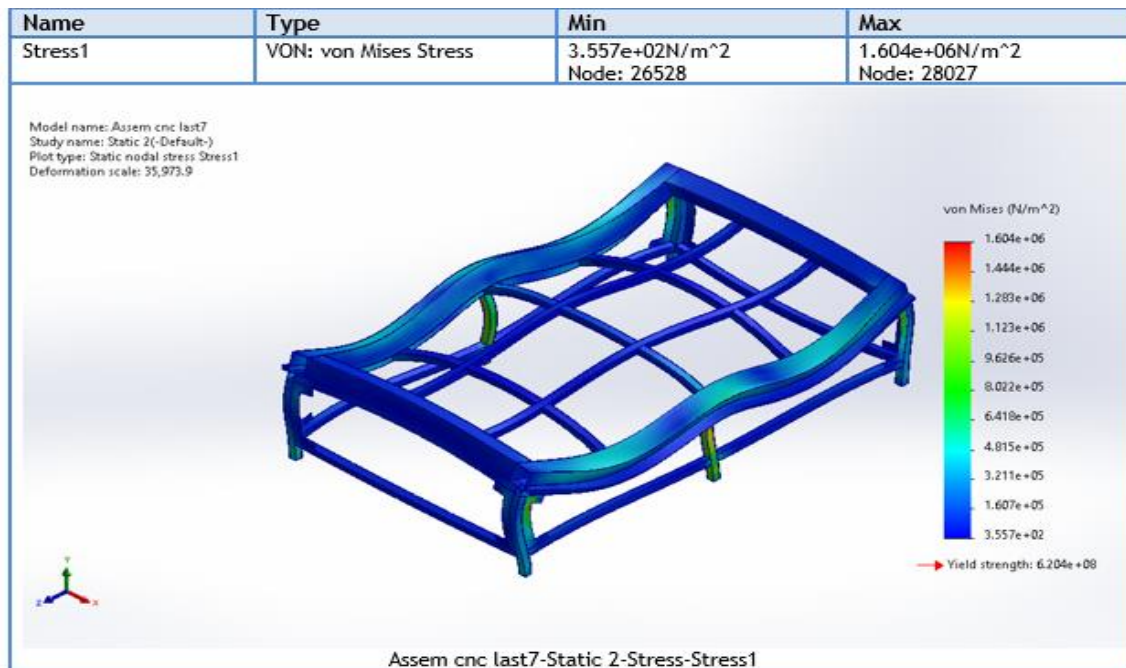 Name Type Min Max
Stress1 VON: von Mises Stress 3.557e+02N/m^2 1.604e+06N/m^2
Node: 26528 Node: 28027
Model name: Assem cnc last7
Study name: Static 2(-Default-)
Plot type: Static nodal stress Stress1
Deformation scale: 35,973.9
von Mises (N/m^2)
1.604e+06
1.444e+06
1.283e+06
1.123e+06
9.626e+05
8.022e+05
6.418e+05
4.815e+05
3.211e+05
1.607e+05
3.557e+02
Yield strength: 6.204e+08
Y
Z
X
Assem cnc last7-Static 2-Stress-Stress1